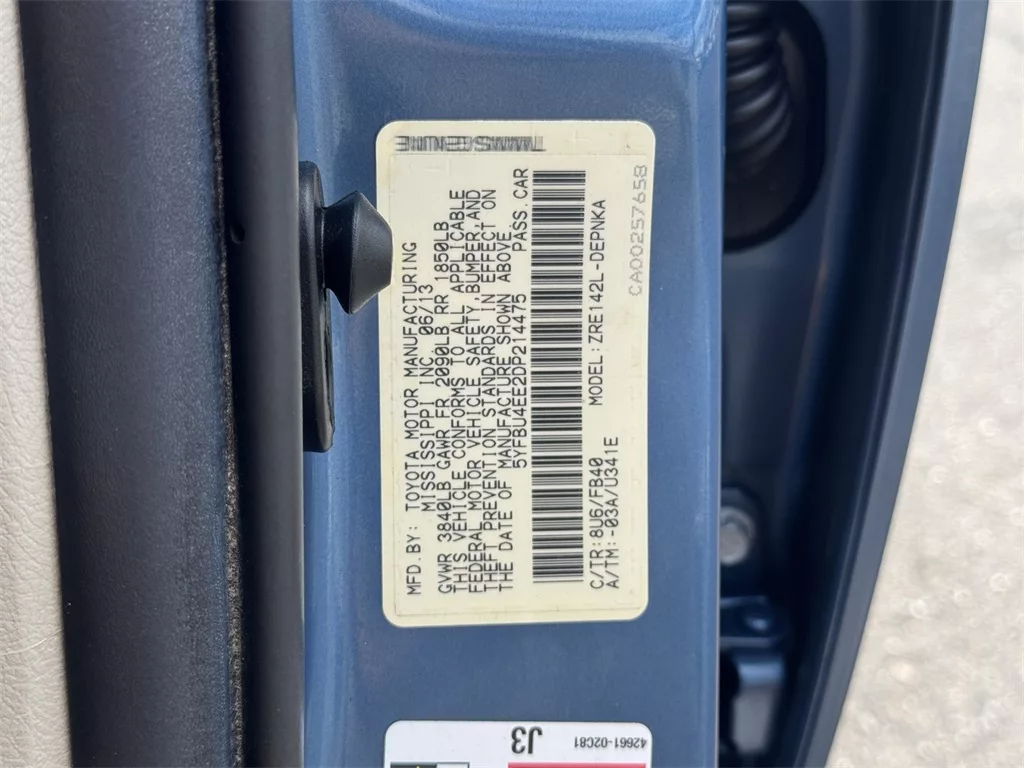 MFD.BY: TOYOTA MOTOR MANUFACTURING
MISSISSIPPI INC 06/13
GVWR 3840LB GAWR FR 2090LB RR 1850LB
THIS VEHICLE CONFORMS TO ALL APPLICABLE
FEDERAL MOTOR VEHICLE SAFETY,BUMPER,AND
THEFT PREVENTION STANDARDS IN EFFECT ON
THE DATE OF MANUFACTURE SHOWN ABOVE.
5YFBU4EE2DP214475 PASS.CAR
C/TR:8U6/FB40 MODEL:ZRE142L-DEPNKA
A/TM:-03A/U341E
CA00257658
J3
42661-02C81